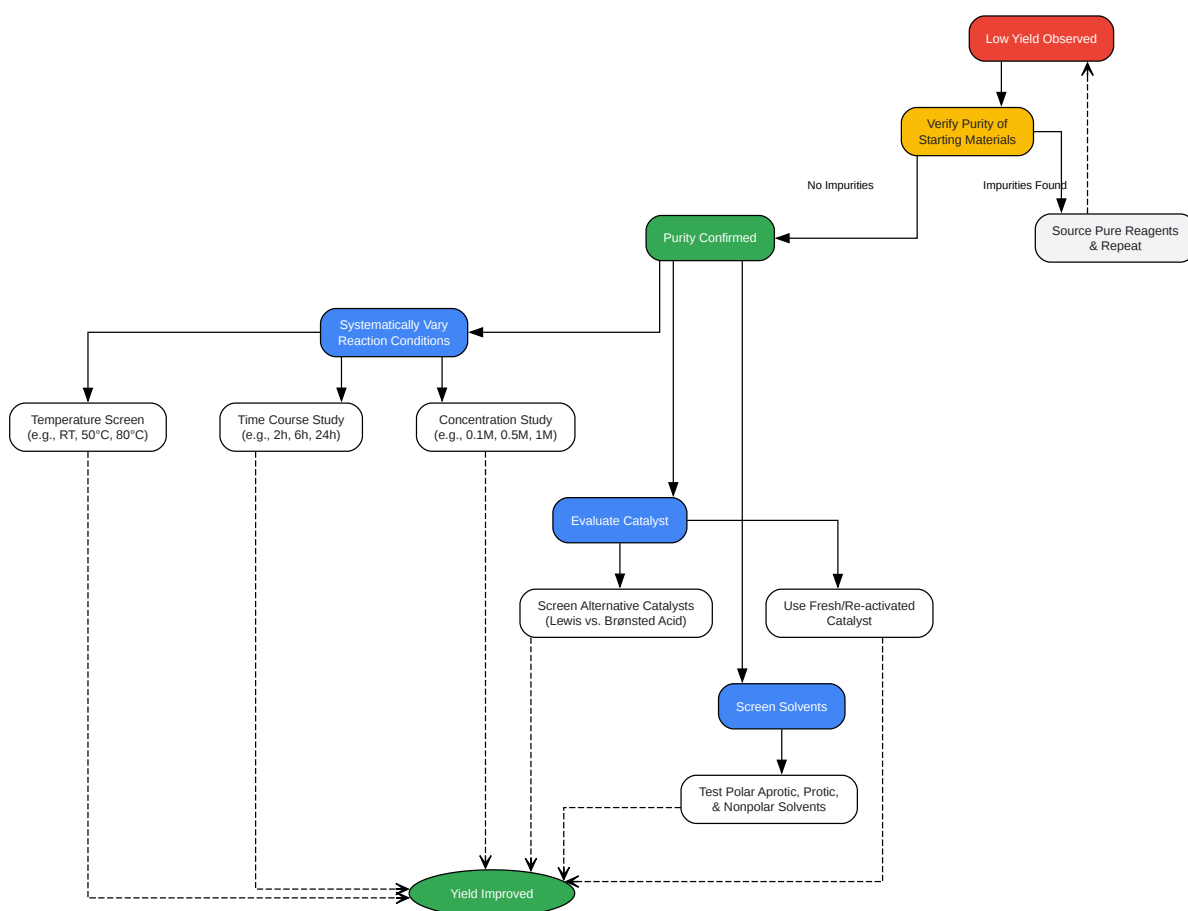 Low Yield Observed
Verify Purity of
Starting Materials
No Impurities
Impurities Found
Source Pure Reagents
& Repeat
Purity Confirmed
Systematically Vary
Reaction Conditions
Temperature Screen
(e.g., RT, 50°C, 80°C)
Time Course Study
(e.g., 2h, 6h, 24h)
Concentration Study
(e.g., 0.1M, 0.5M, 1M)
Evaluate Catalyst
Screen Alternative Catalysts
(Lewis vs. Brønsted Acid)
Use Fresh/Re-activated
Catalyst
Screen Solvents
Test Polar Aprotic, Protic,
& Nonpolar Solvents
Yield Improved